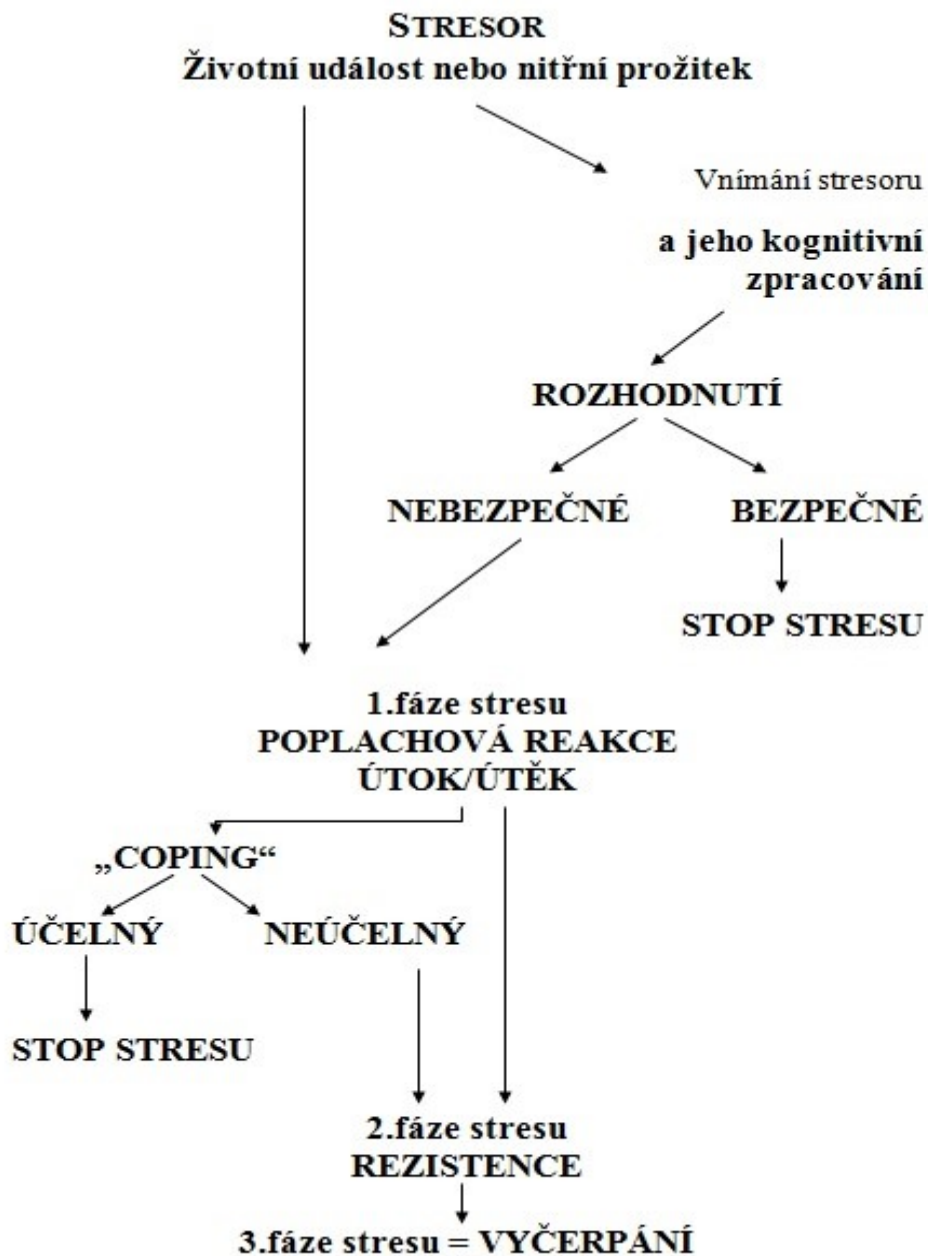 STRESOR
Životní událost nebo nitřní prožitek
Vnímání stresoru
a jeho kognitivní
zpracování
ROZHODNUTÍ
NEBEZPEČNÉ BEZPEČNÉ
STOP STRESU
1.fáze stresu
POPLACHOVÁ REAKCE
ÚTOK/ÚTĚK
„COPING“
ÚČELNÝ NEÚČELNÝ
STOP STRESU
2.fáze stresu
REZISTENCE
3.fáze stresu = VYČERPÁNÍ